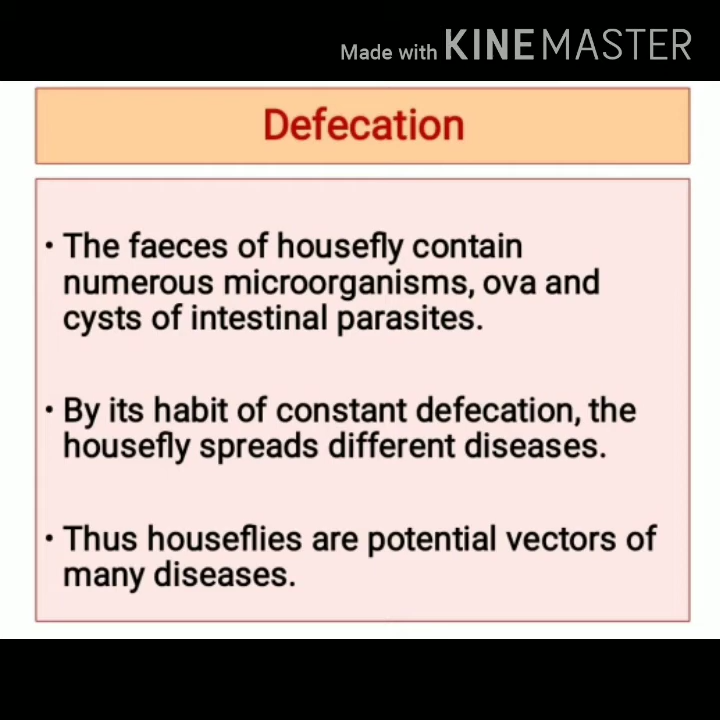 Made with KINEMASTER
Defecation
• The faeces of housefly contain
numerous microorganisms, ova and
cysts of intestinal parasites.
• By its habit of constant defecation, the
housefly spreads different diseases.
• Thus houseflies are potential vectors of
many diseases.